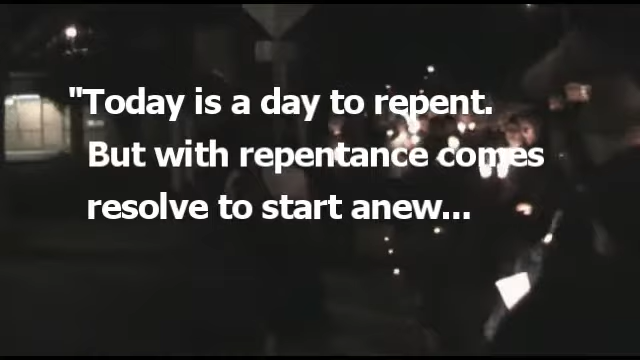 "Today is a day to repent.
But with repentance comes
resolve to start anew...